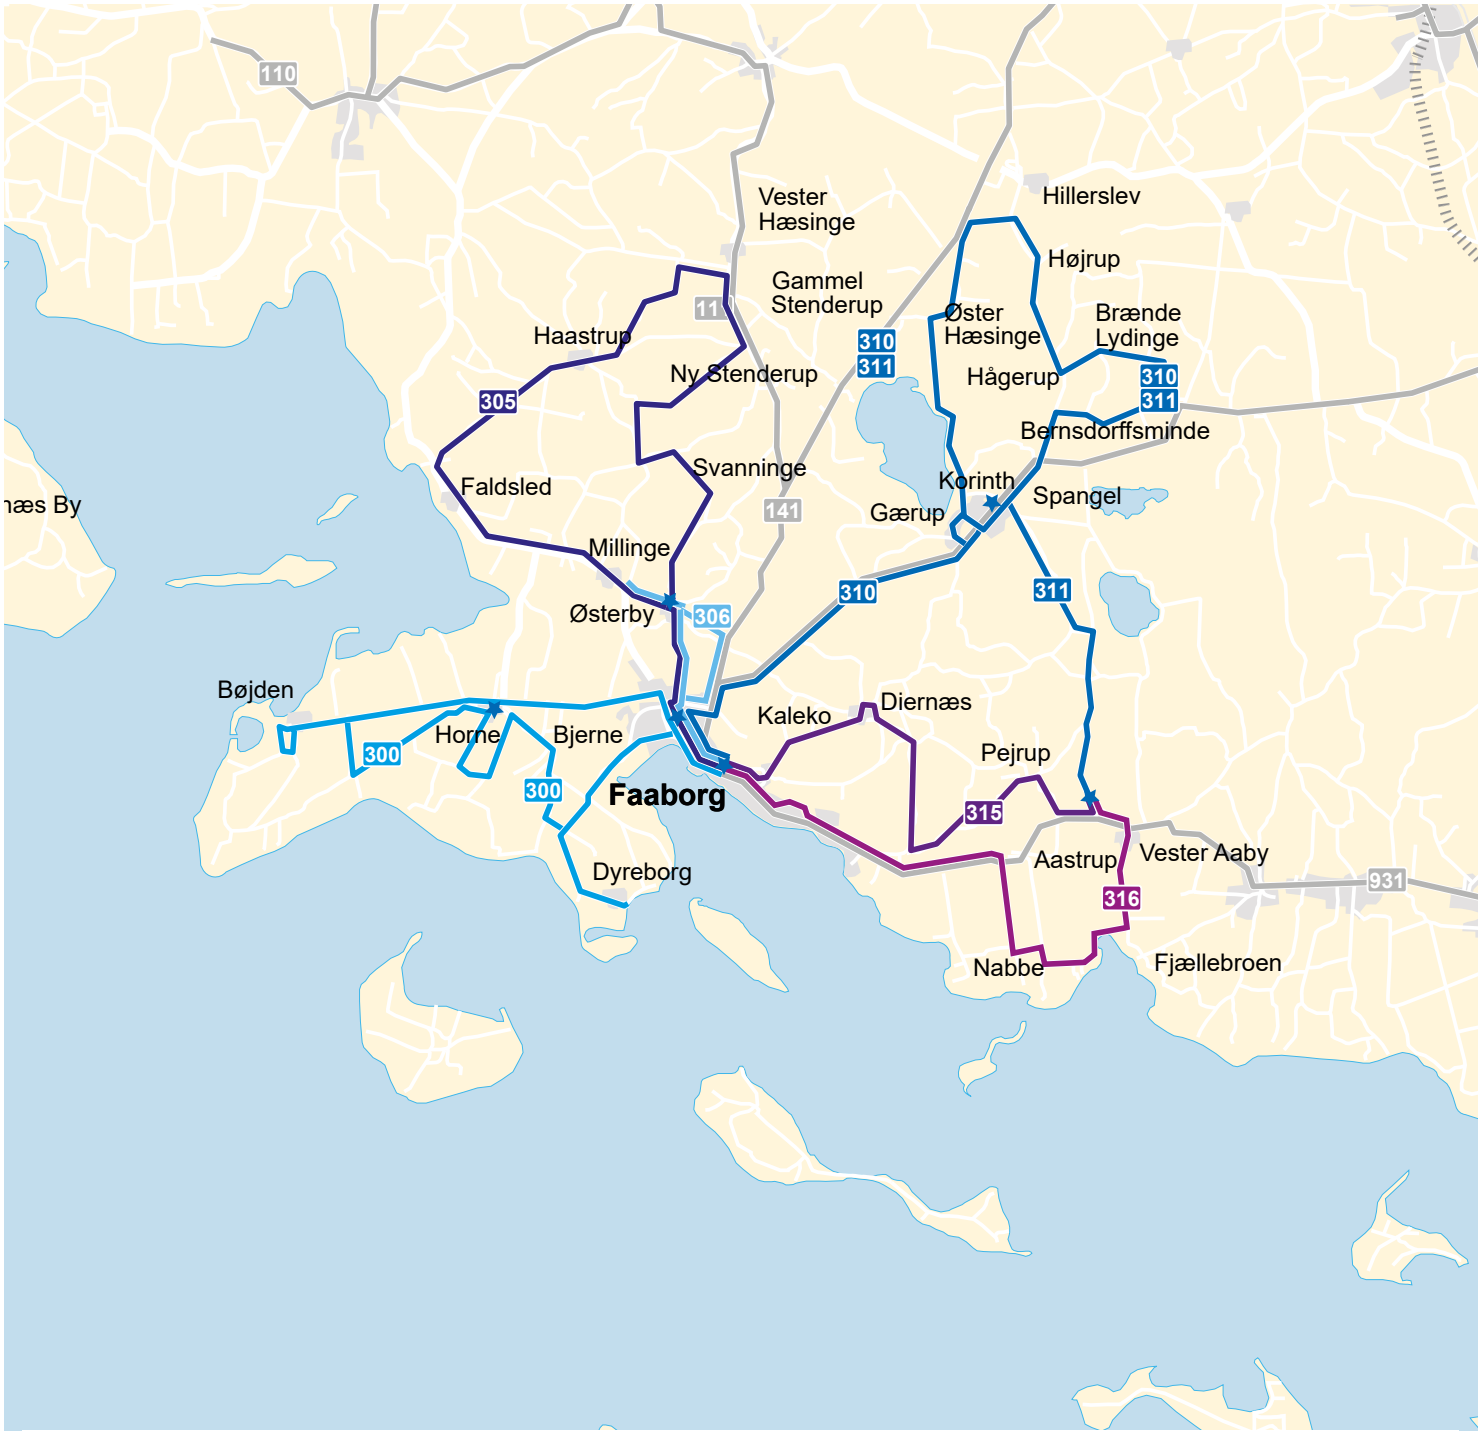 110
Vester
Hæsinge
Hillerslev
Højrup
Gammel
Stenderup
11
Haastrup
310
311
Øster
Hæsinge
Brænde
Lydinge
Ny Stenderup
Hågerup
310
311
305
Bernsdorffsminde
Svanninge
Korinth
Faldsled
Spangel
næs By
141
Gærup
Millinge
310
311
Østerby
306
Bøjden
Diernæs
Kaleko
Horne
Bjerne
300
Pejrup
300
Faaborg
315
Aastrup
Vester Aaby
Dyreborg
931
316
Nabbe
Fjællebroen